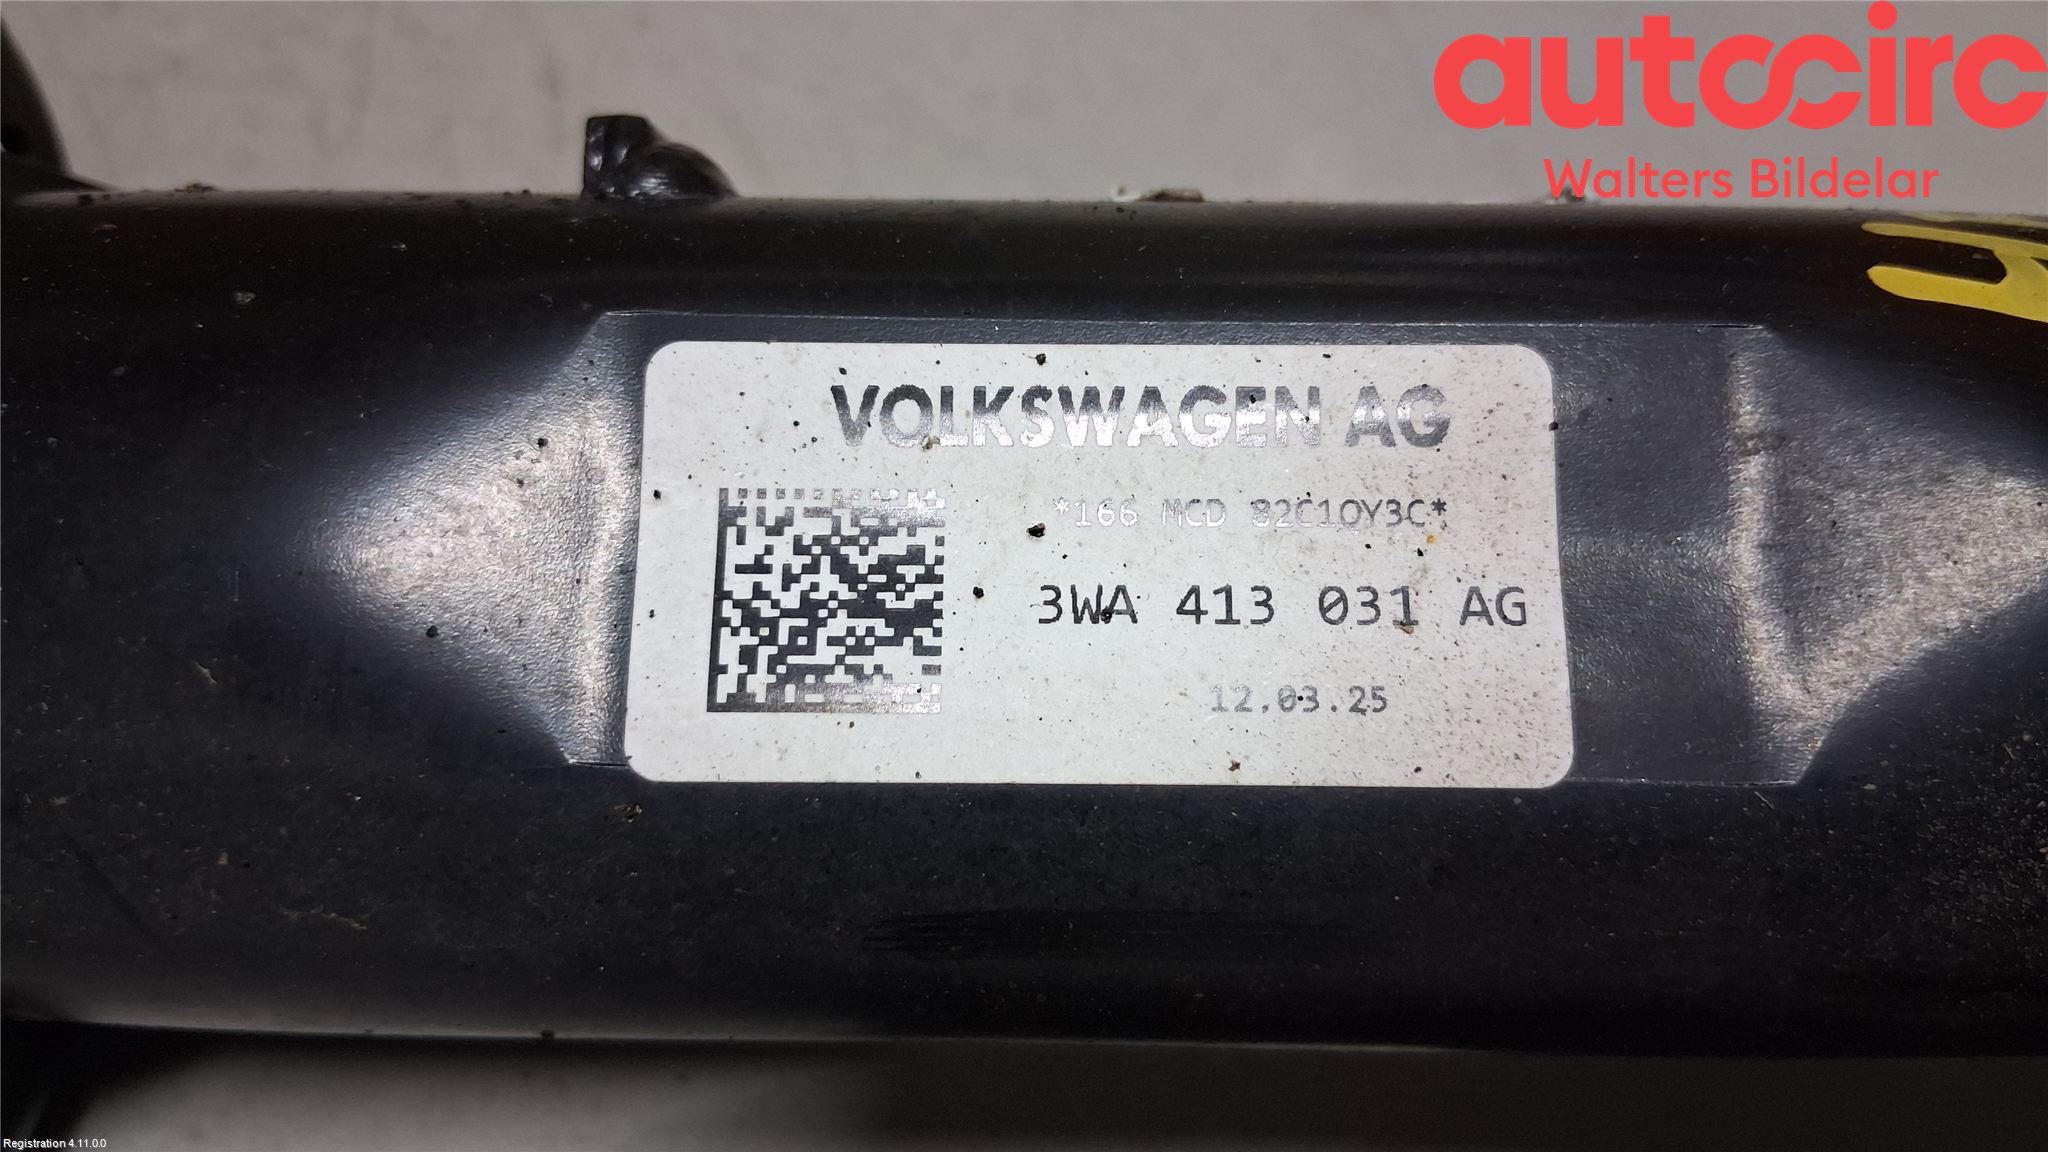 autocirc
Walters Bildelar
VOLKSWAGEN AG
*166 MCD 82C1QY3C*
3WA 413 031 AG
12.03.25
Registration 4.11.0.0